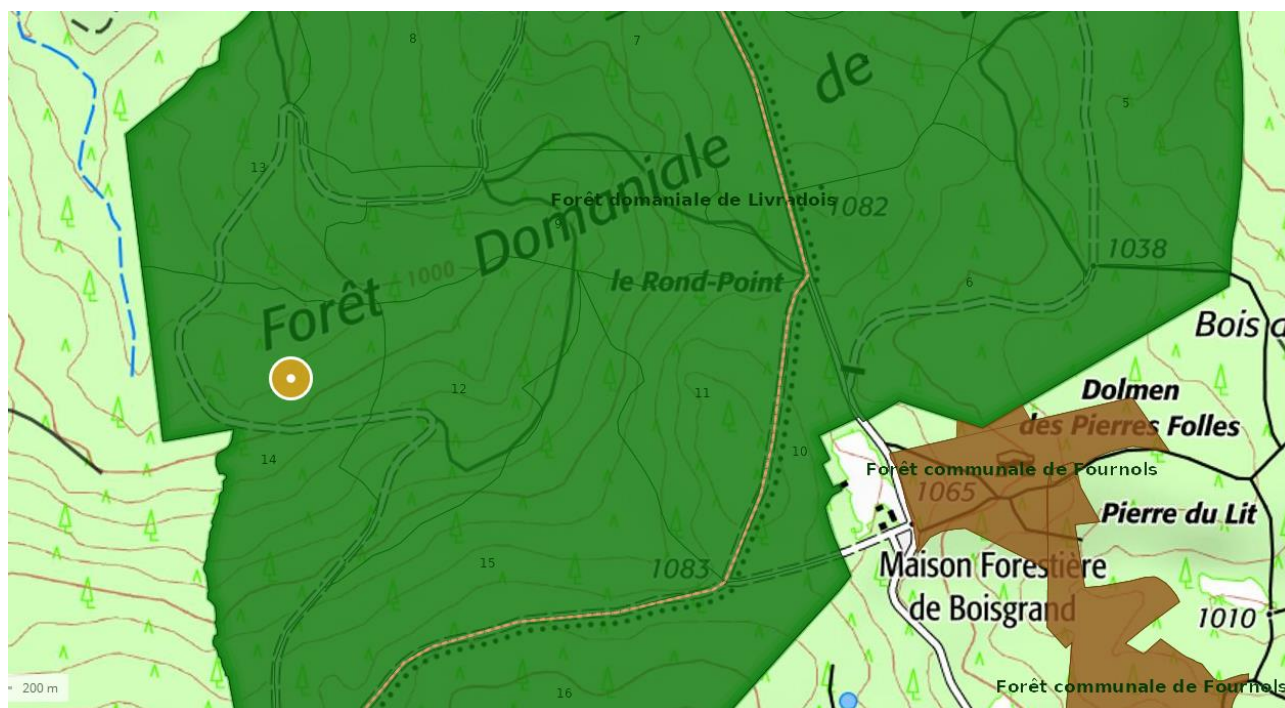 8
7
de
5
13
Forêt domaniale de Livradois
1082
9
Domaniale
1038
1000
le Rond-Point
6
Forêt
Bois d
12
11
Dolmen
des Pierres Folles
14
10
Forêt communale de Fournols
1065
Pierre du Lit
15
1083
Maison Forestière
de Boisgrand
1010
200 m
16
Forêt communale de Fournols